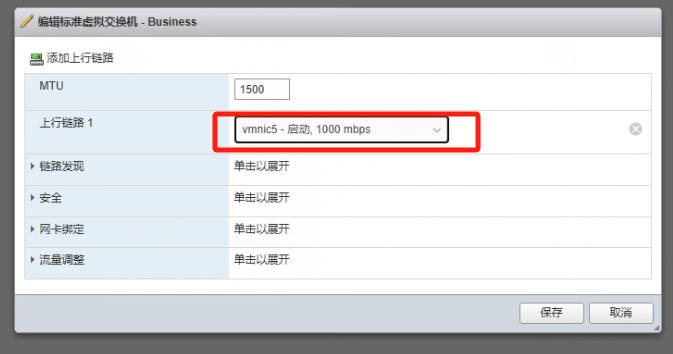 编辑标准虚拟交换机 - Business
添加上行链路
MTU 1500
上行链路 1 vmnic5 - 启动, 1000 mbps
链路发现 单击以展开
安全 单击以展开
网卡绑定 单击以展开
流量调整 单击以展开
保存 取消